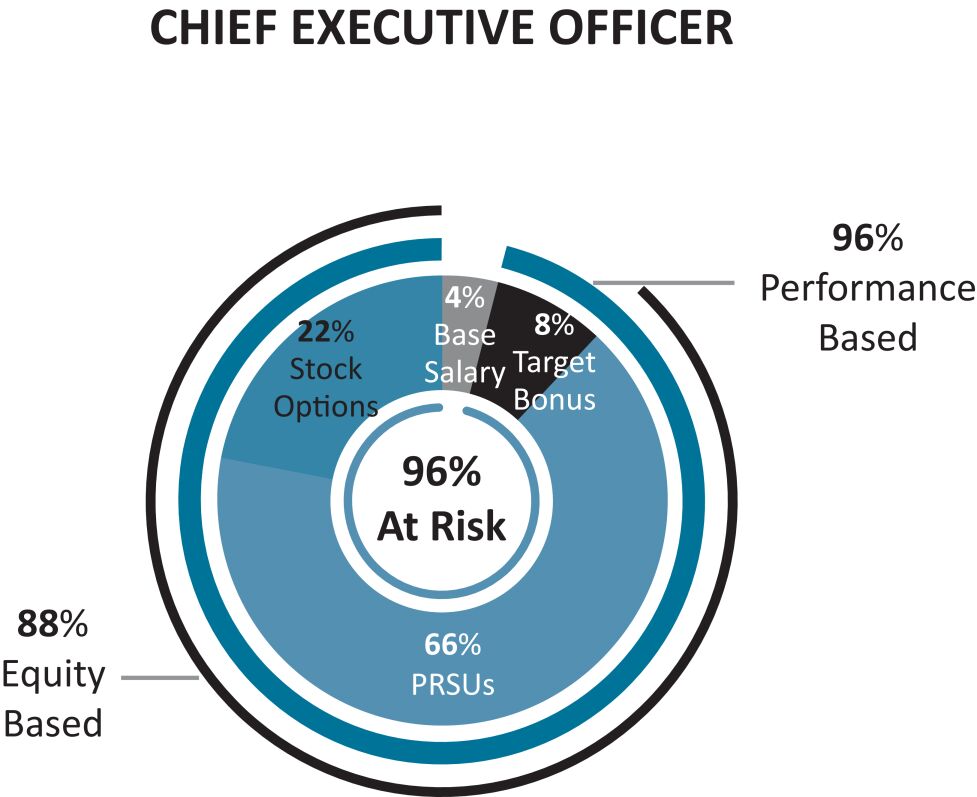 CHIEF EXECUTIVE OFFICER
96%
Performance
Based
4%
Base
Salary
8%
Target
Bonus
22%
Stock
Options
96%
At Risk
66%
PRSUs
88%
Equity
Based